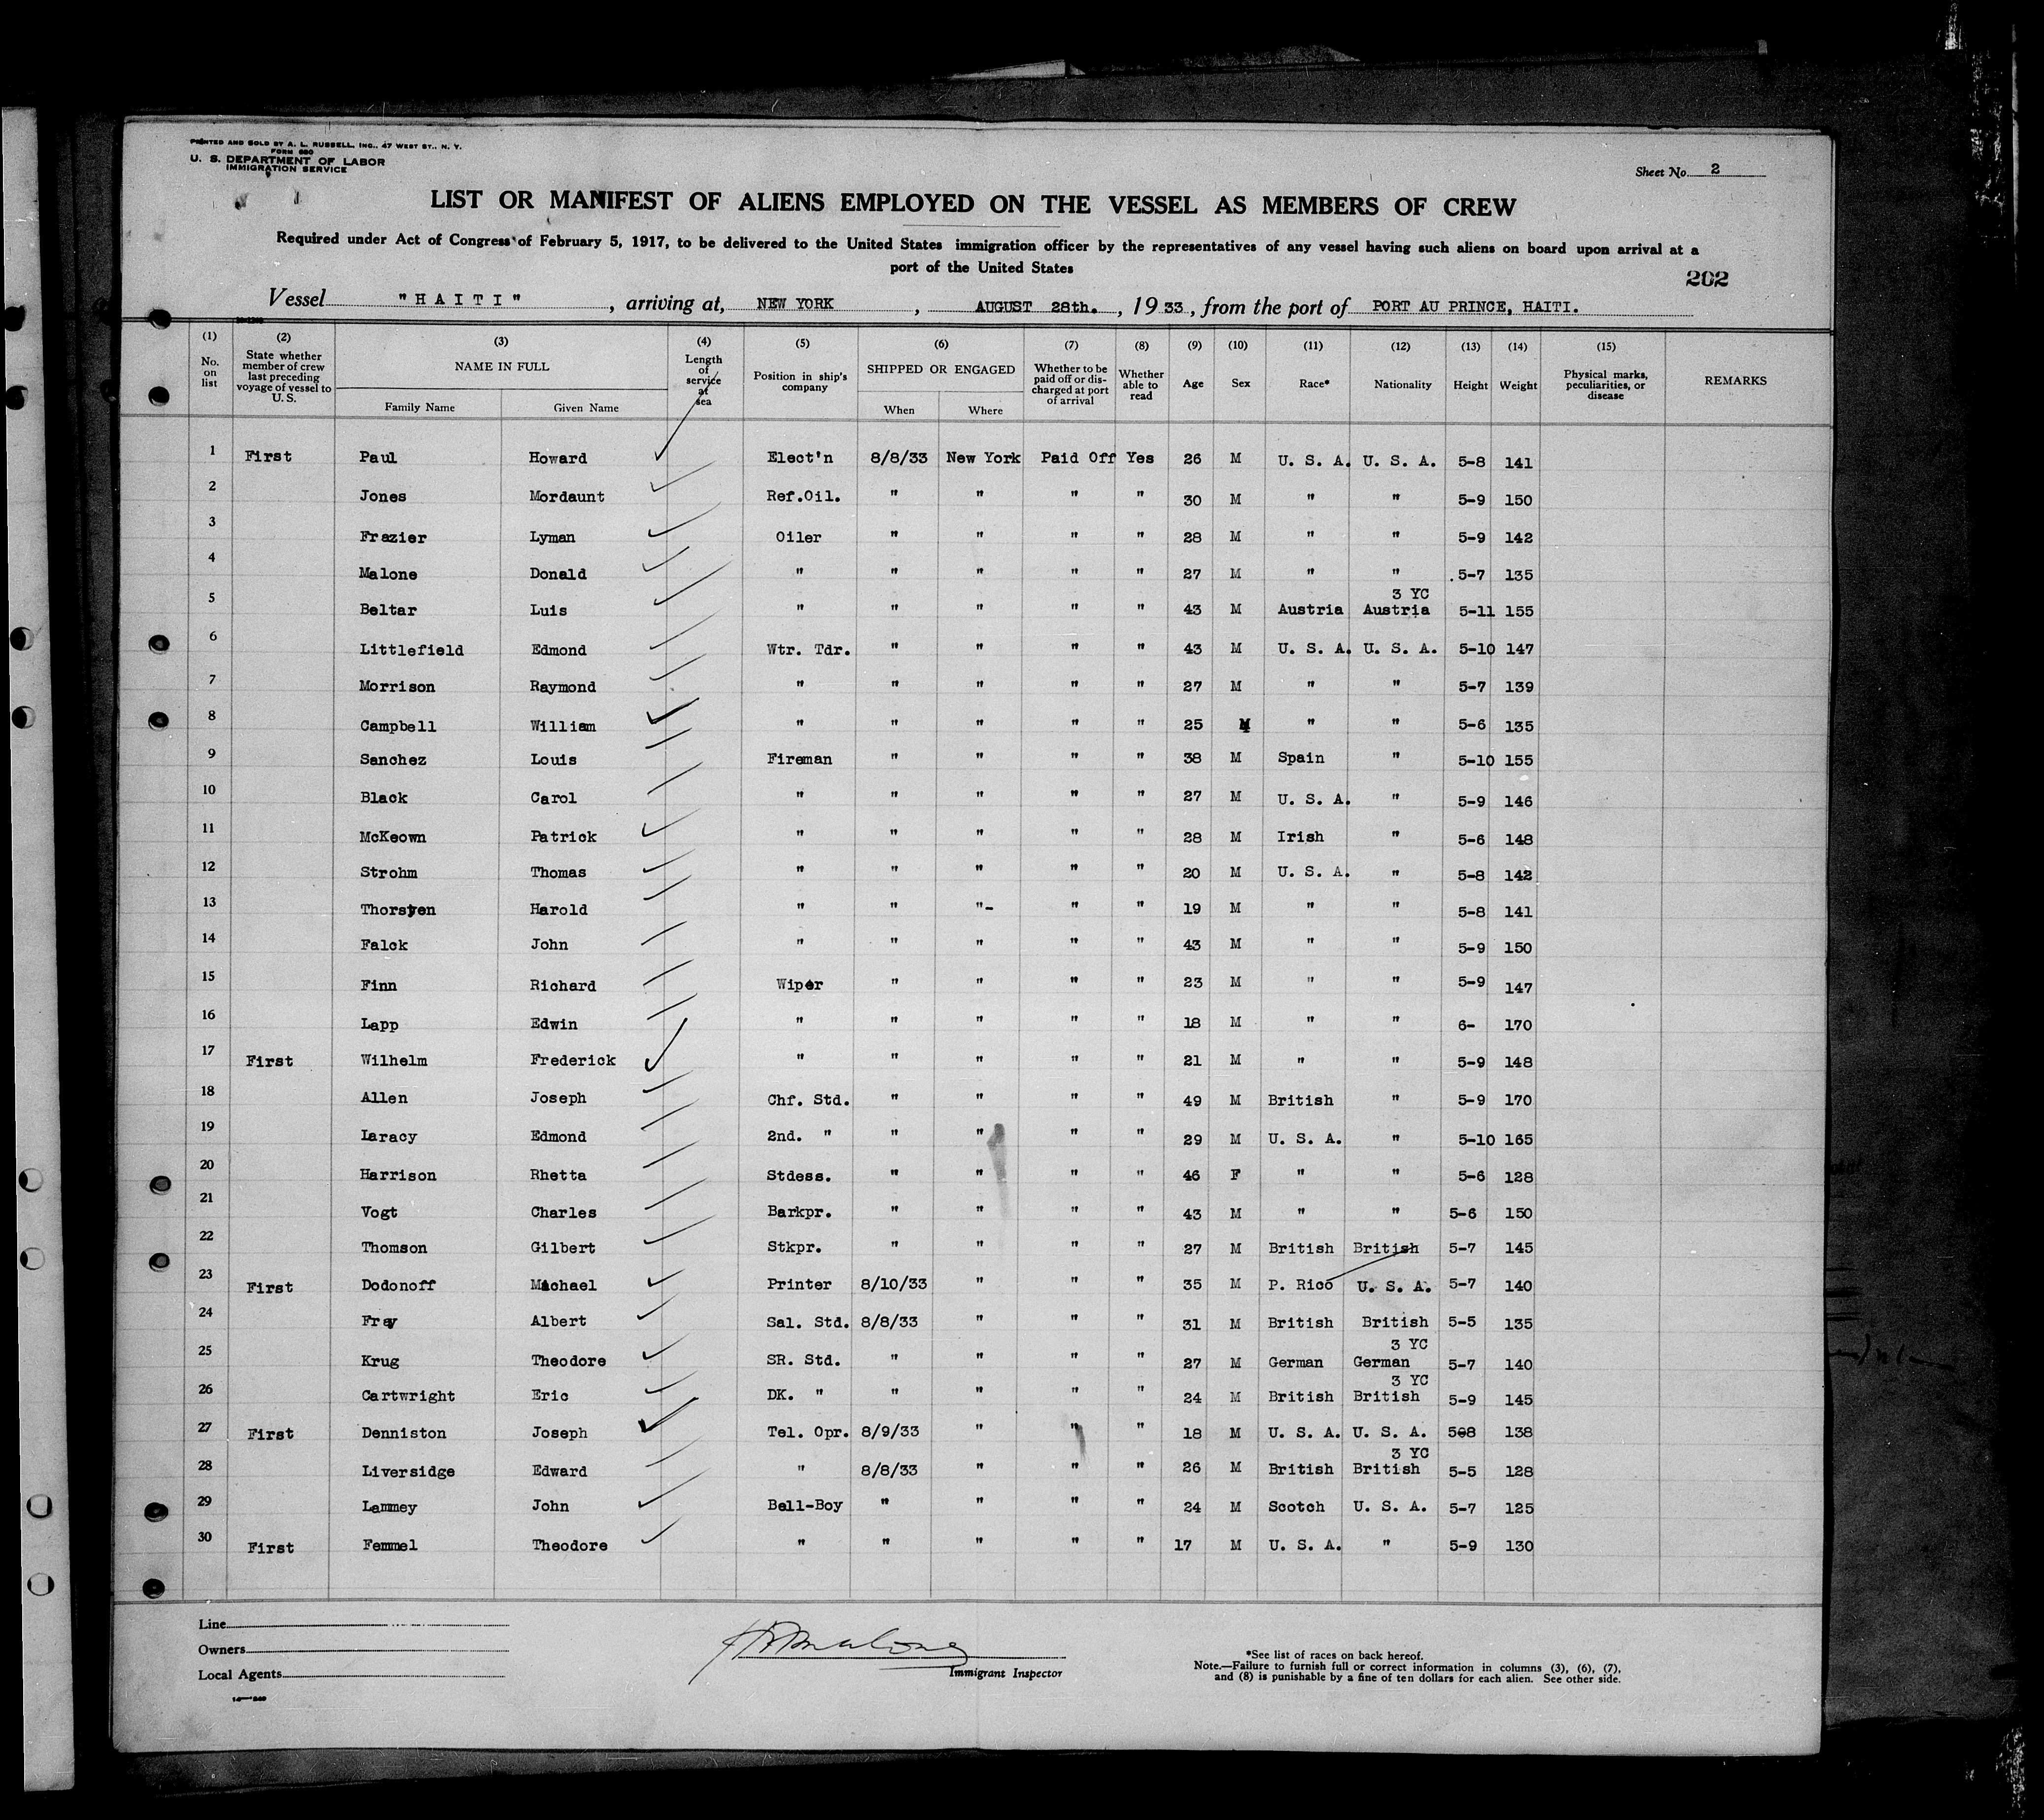 PRINTED AND SOLD BY A. L. RUSSELL, INC., 47 WEST ST., N. Y.
FORM 680
U. S. DEPARTMENT OF LABOR
IMMIGRATION SERVICE
Sheet No. 2
LIST OR MANIFEST OF ALIENS EMPLOYED ON THE VESSEL AS MEMBERS OF CREW
Required under Act of Congress of February 5, 1917, to be delivered to the United States immigration officer by the representatives of any vessel having such aliens on board upon arrival at a
port of the United States
202
Vessel "HAITI", arriving at, NEW YORK, AUGUST 28th., 1933, from the port of PORT AU PRINCE, HAITI.
(1) (2) (3) (4) (5) (6) (7) (8) (9) (10) (11) (12) (13) (14) (15)
No. on list State whether member of crew last preceding voyage of vessel to U. S. NAME IN FULL Family Name Given Name Length of service at sea Position in ship's company SHIPPED OR ENGAGED When Where Whether to be paid off or discharged at port of arrival Whether able to read Age Sex Race* Nationality Height Weight Physical marks, peculiarities, or disease REMARKS
1 First Paul Howard Elect'n 8/8/33 New York Paid Off Yes 26 M U. S. A. U. S. A. 5-8 141
2 Jones Mordaunt Ref.Oil. " " " " 30 M " " 5-9 150
3 Frazier Lyman Oiler " " " " 28 M " " 5-9 142
4 Malone Donald " " " " " 27 M " " 5-7 135
3 YC
5 Beltar Luis " " " " " 43 M Austria Austria 5-11 155
6 Littlefield Edmond Wtr. Tdr. " " " " 43 M U. S. A. U. S. A. 5-10 147
7 Morrison Raymond " " " " " 27 M " " 5-7 139
8 Campbell William " " " " " 25 M " " 5-6 135
9 Sanchez Louis Fireman " " " " 38 M Spain " 5-10 155
10 Black Carol " " " " " 27 M U. S. A. " 5-9 146
11 McKeown Patrick " " " " " 28 M Irish " 5-6 148
12 Strohm Thomas " " " " " 20 M U. S. A. " 5-8 142
13 Thorsten Harold " " "- " " 19 M " " 5-8 141
14 Falck John " " " " " 43 M " " 5-9 150
15 Finn Richard Wiper " " " " 23 M " " 5-9 147
16 Lapp Edwin " " " " " 18 M " " 6- 170
17 First Wilhelm Frederick " " " " " 21 M " " 5-9 148
18 Allen Joseph Chf. Std. " " " " 49 M British " 5-9 170
19 Laracy Edmond 2nd. " " " " " 29 M U. S. A. " 5-10 165
20 Harrison Rhetta Stdess. " " " " 46 F " " 5-6 128
21 Vogt Charles Barkpr. " " " " 43 M " " 5-6 150
22 Thomson Gilbert Stkpr. " " " " 27 M British British 5-7 145
23 First Dodonoff Michael Printer 8/10/33 " " " 35 M P. Rico U. S. A. 5-7 140
24 Fray Albert Sal. Std. 8/8/33 " " " 31 M British British 5-5 135
3 YC
25 Krug Theodore SR. Std. " " " " 27 M German German 5-7 140
3 YC
26 Cartwright Eric DK. " " " " " 24 M British British 5-9 145
27 First Denniston Joseph Tel. Opr. 8/9/33 " " " 18 M U. S. A. U. S. A. 5-8 138
3 YC
28 Liversidge Edward " 8/8/33 " " " 26 M British British 5-5 128
29 Lammey John Bell-Boy " " " " 24 M Scotch U. S. A. 5-7 125
30 First Femmel Theodore " " " " " 17 M U. S. A. " 5-9 130
Line
Owners
Local Agents
Immigrant Inspector
*See list of races on back hereof.
Note.—Failure to furnish full or correct information in columns (3), (6), (7),
and (8) is punishable by a fine of ten dollars for each alien. See other side.